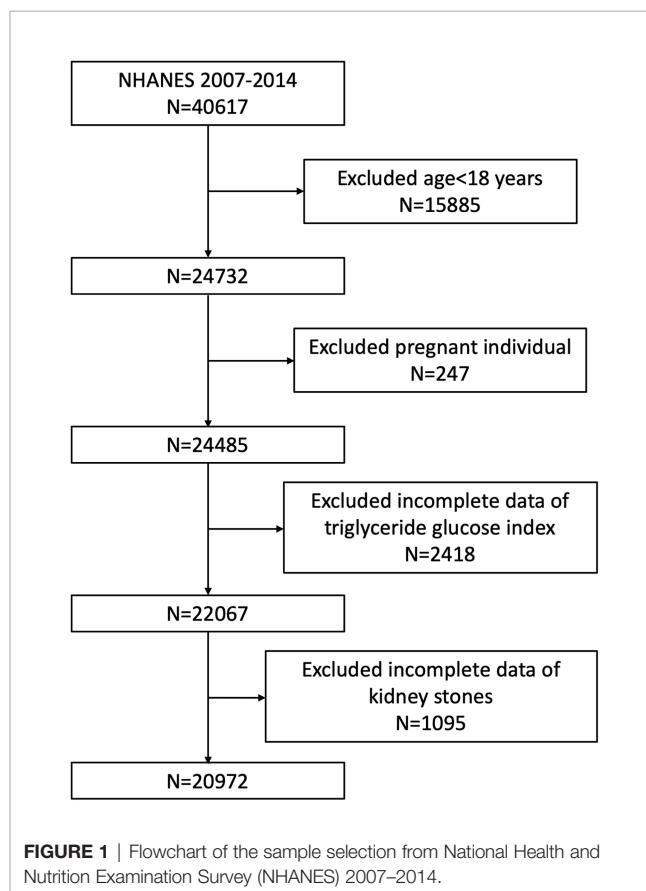 NHANES 2007-2014
N=40617
Excluded age<18 years
N=15885
N=24732
Excluded pregnant individual
N=247
N=24485
Excluded incomplete data of
triglyceride glucose index
N=2418
N=22067
Excluded incomplete data of
kidney stones
N=1095
N=20972
FIGURE 1 | Flowchart of the sample selection from National Health and
Nutrition Examination Survey (NHANES) 2007–2014.